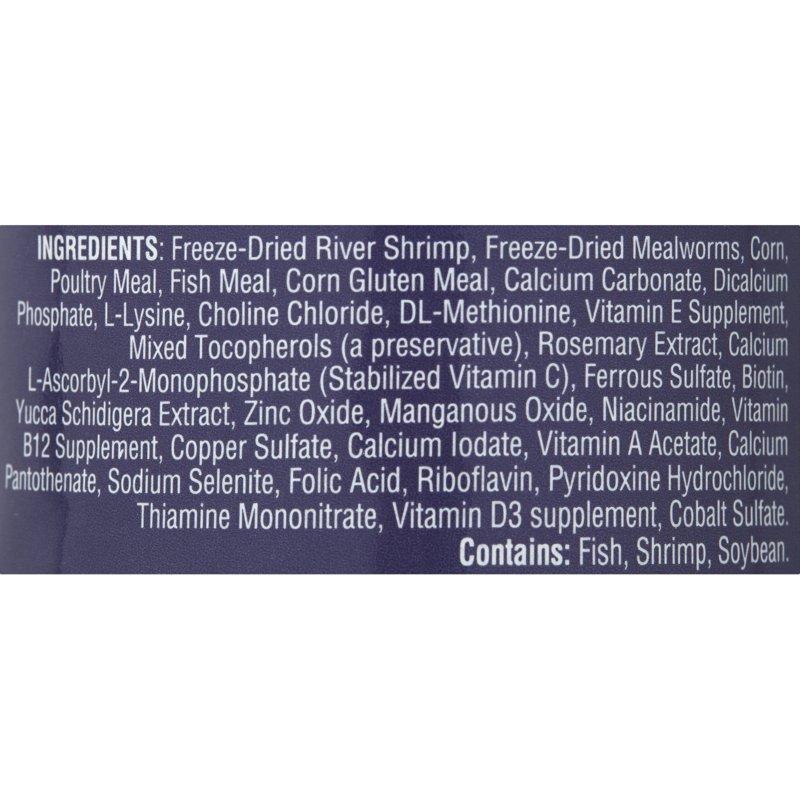 INGREDIENTS: Freeze-Dried River Shrimp, Freeze-Dried Mealworms, Corn,
Poultry Meal, Fish Meal, Corn Gluten Meal, Calcium Carbonate, Dicalcium
Phosphate, L-Lysine, Choline Chloride, DL-Methionine, Vitamin E Supplement,
Mixed Tocopherols (a preservative), Rosemary Extract, Calcium
L-Ascorbyl-2-Monophosphate (Stabilized Vitamin C), Ferrous Sulfate, Biotin,
Yucca Schidigera Extract, Zinc Oxide, Manganous Oxide, Niacinamide, Vitamin
B12 Supplement, Copper Sulfate, Calcium Iodate, Vitamin A Acetate, Calcium
Pantothenate, Sodium Selenite, Folic Acid, Riboflavin, Pyridoxine Hydrochloride,
Thiamine Mononitrate, Vitamin D3 supplement, Cobalt Sulfate.
Contains: Fish, Shrimp, Soybean.